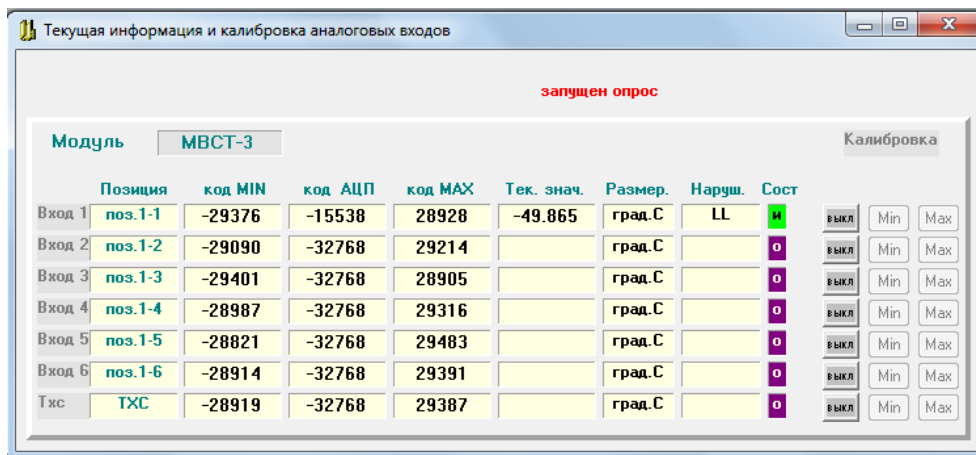 Текущая информация и калибровка аналоговых входов
запущен опрос
Модуль МВСТ-3 Калибровка
Позиция код MIN код АЦП код MAX Тек. знач. Размер. Наруш. Сост
Вход 1 поз.1-1 -29376 -15538 28928 -49.865 град.С LL и выкл Min Max
Вход 2 поз.1-2 -29090 -32768 29214 град.С о выкл Min Max
Вход 3 поз.1-3 -29401 -32768 28905 град.С о выкл Min Max
Вход 4 поз.1-4 -28987 -32768 29316 град.С о выкл Min Max
Вход 5 поз.1-5 -28821 -32768 29483 град.С о выкл Min Max
Вход 6 поз.1-6 -28914 -32768 29391 град.С о выкл Min Max
Тхс ТХС -28919 -32768 29387 град.С о выкл Min Max